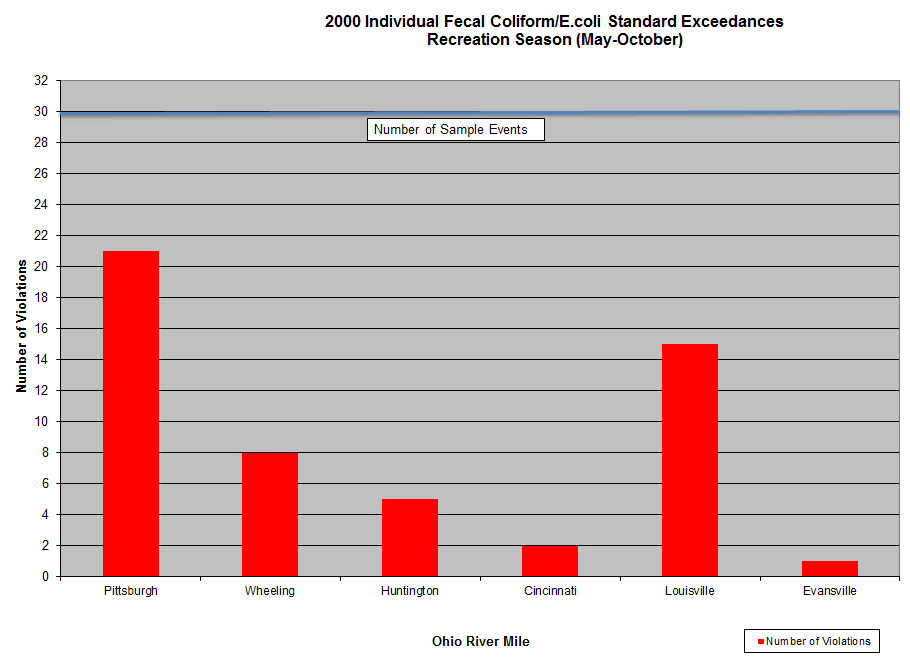 2000 Individual Fecal Coliform/E.coli Standard Exceedances
Recreation Season (May-October)
Number of Violations
32
30
28
26
24
22
20
18
16
14
12
10
8
6
4
2
0
Number of Sample Events
Pittsburgh
Wheeling
Huntington
Cincinnati
Louisville
Evansville
Ohio River Mile
Number of Violations